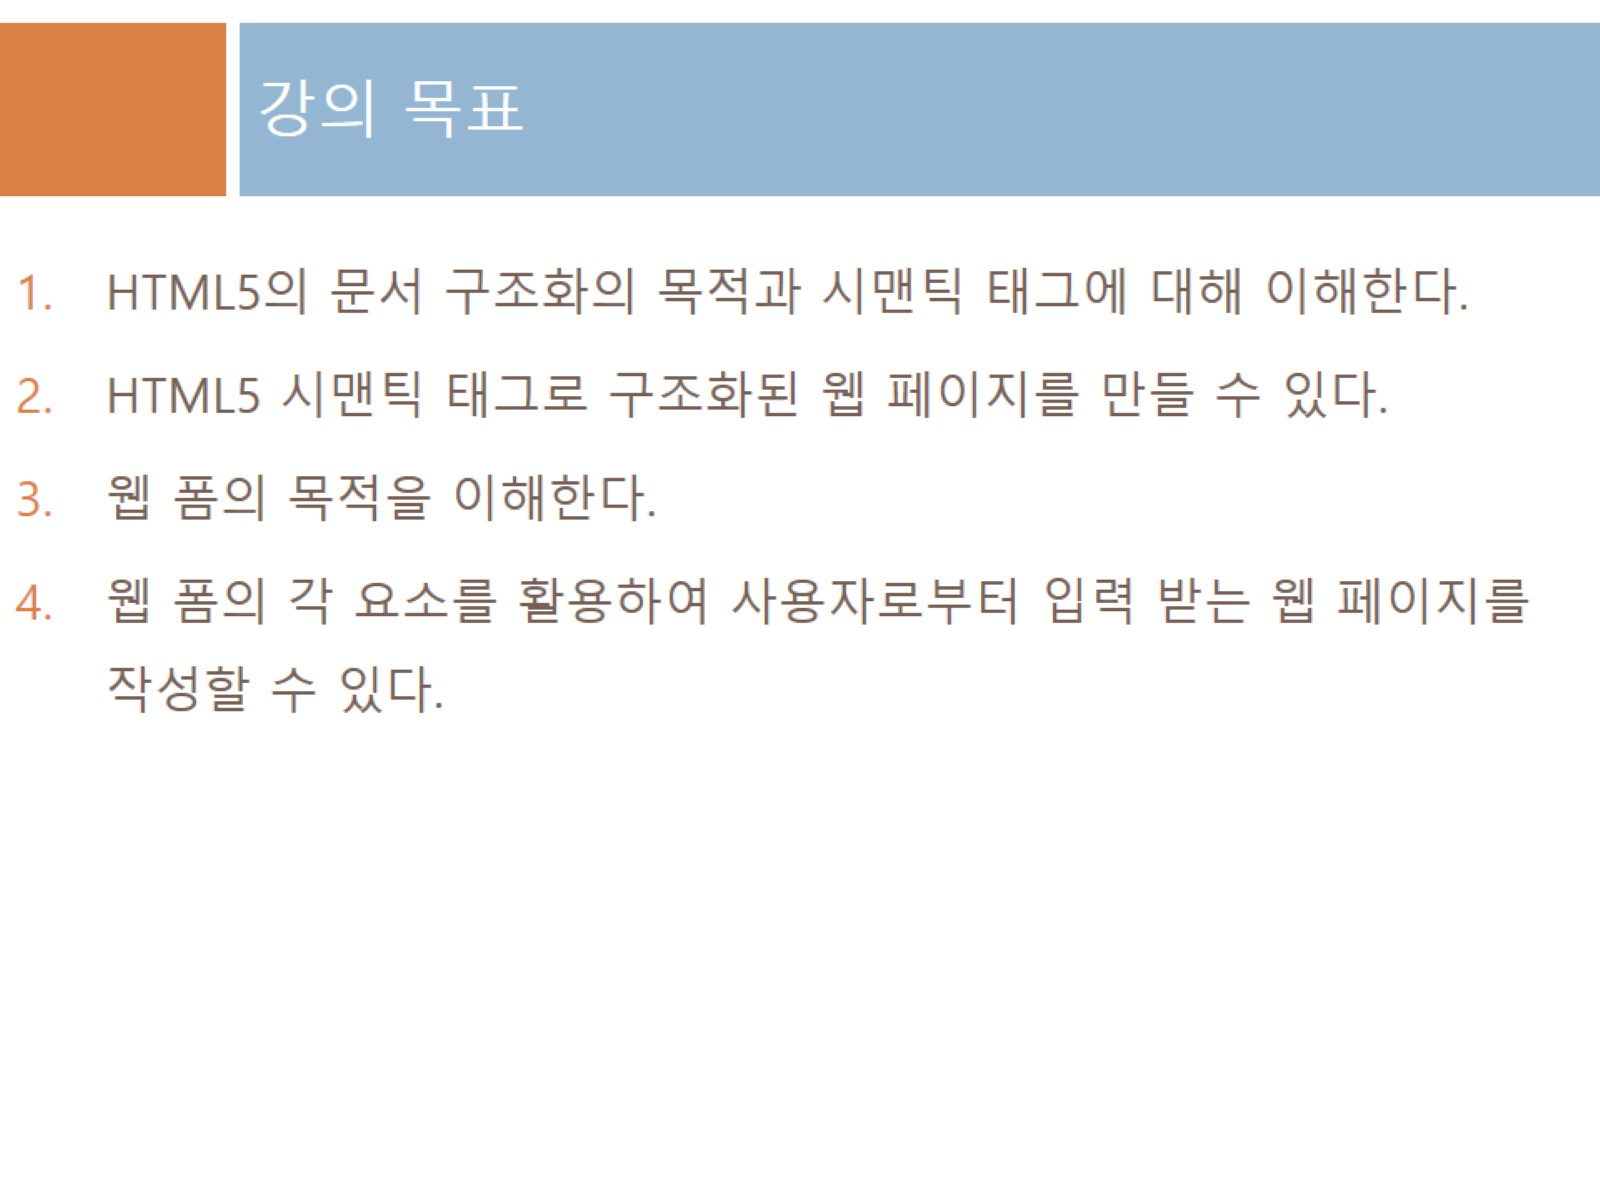 강의 목표
1. HTML5의 문서 구조화의 목적과 시맨틱 태그에 대해 이해한다.
2. HTML5 시맨틱 태그로 구조화된 웹 페이지를 만들 수 있다.
3. 웹 폼의 목적을 이해한다.
4. 웹 폼의 각 요소를 활용하여 사용자로부터 입력 받는 웹 페이지를
작성할 수 있다.